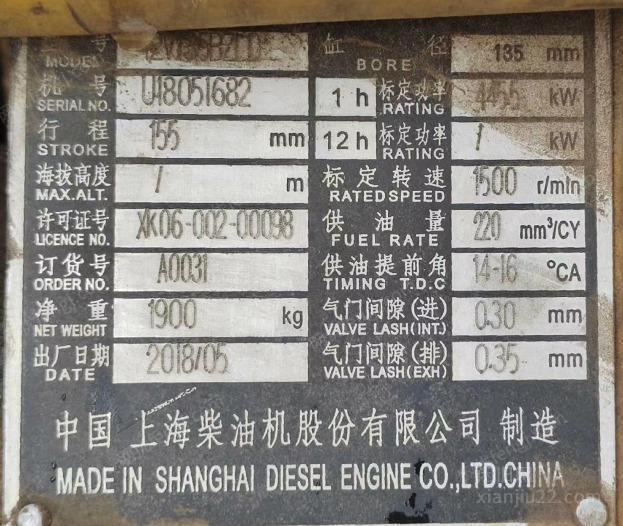 型号 缸径 135 mm
MODEL BORE
机号 U18051682 1h 标定功率 kW
SERIAL NO. RATING
行程 155 mm 12h 标定功率 / kW
STROKE RATING
海拔高度 / m 标定转速 1500 r/min
MAX.ALT. RATED SPEED
许可证号 XK06-002-00098 供油量 220 mm³/CY
LICENCE NO. FUEL RATE
订货号 A0031 供油提前角 14-16 °CA
ORDER NO. TIMING T.D.C
净重 1900 kg 气门间隙(进) 0.30 mm
NET WEIGHT VALVE LASH(INT.)
出厂日期 2018/05 气门间隙(排) 0.35 mm
DATE VALVE LASH(EXH)
中国 上海柴油机股份有限公司 制造
MADE IN SHANGHAI DIESEL ENGINE CO.,LTD.CHINA
xianjiu22.com